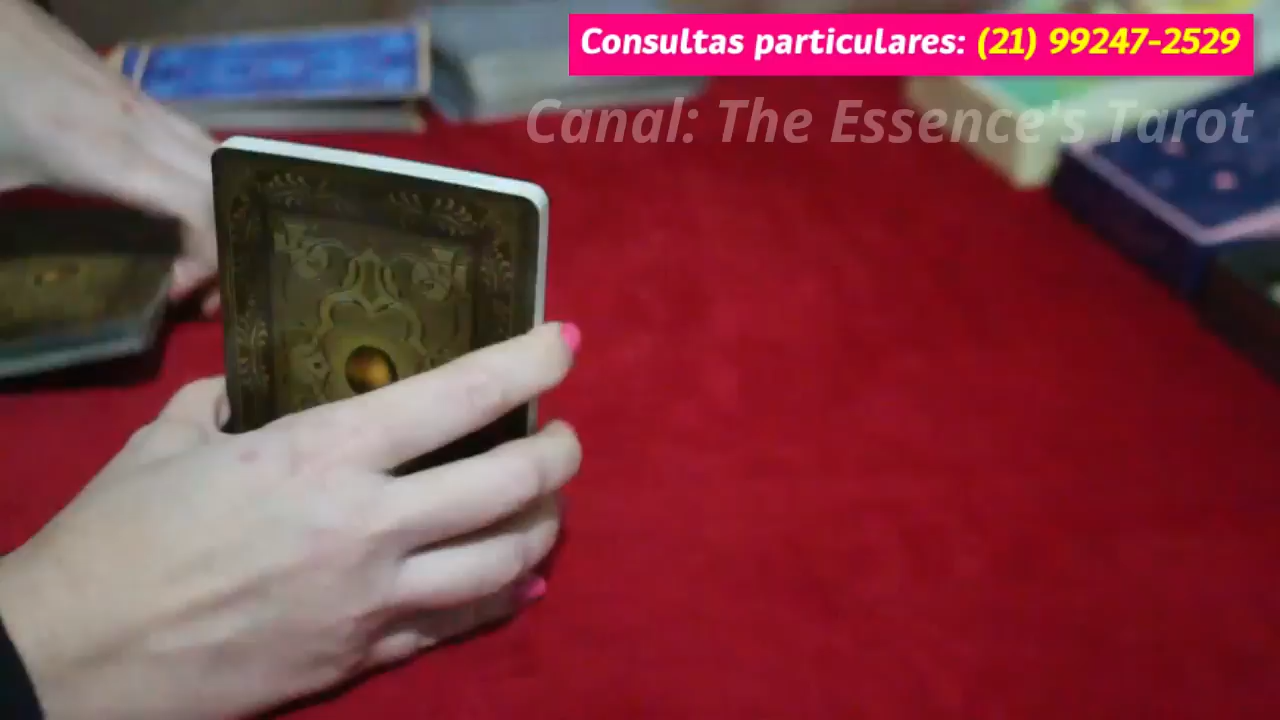 Consultas particulares: (21) 99247-2529
Canal: The Essence's Tarot